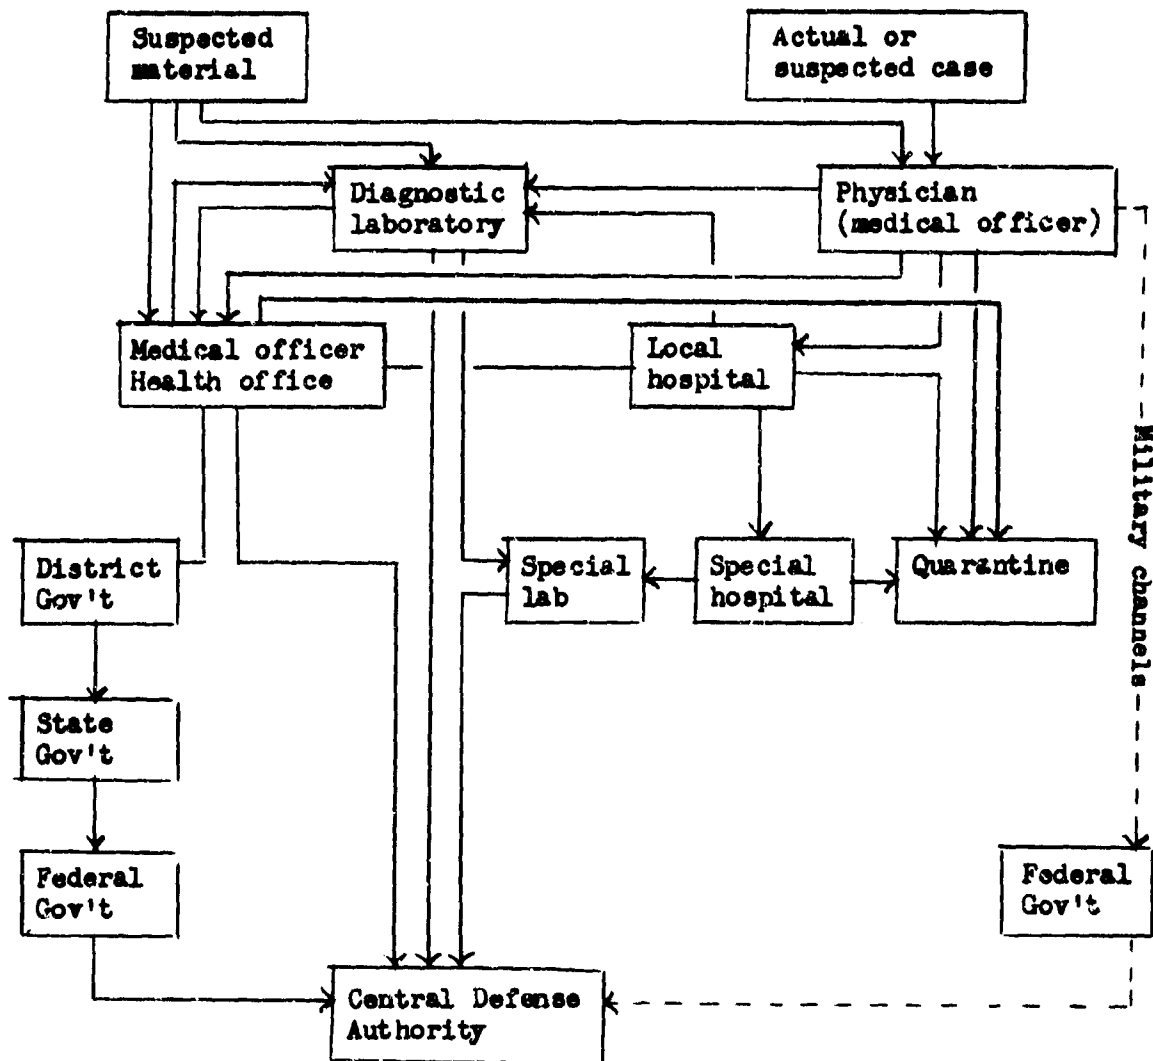 Suspected
material
Actual or
suspected case
Diagnostic
laboratory
Physician
(medical officer)
Medical officer
Health office
Local
hospital
Military channels
District
Gov't
Special
lab
Special
hospital
Quarantine
State
Gov't
Federal
Gov't
Federal
Gov't
Central Defense
Authority